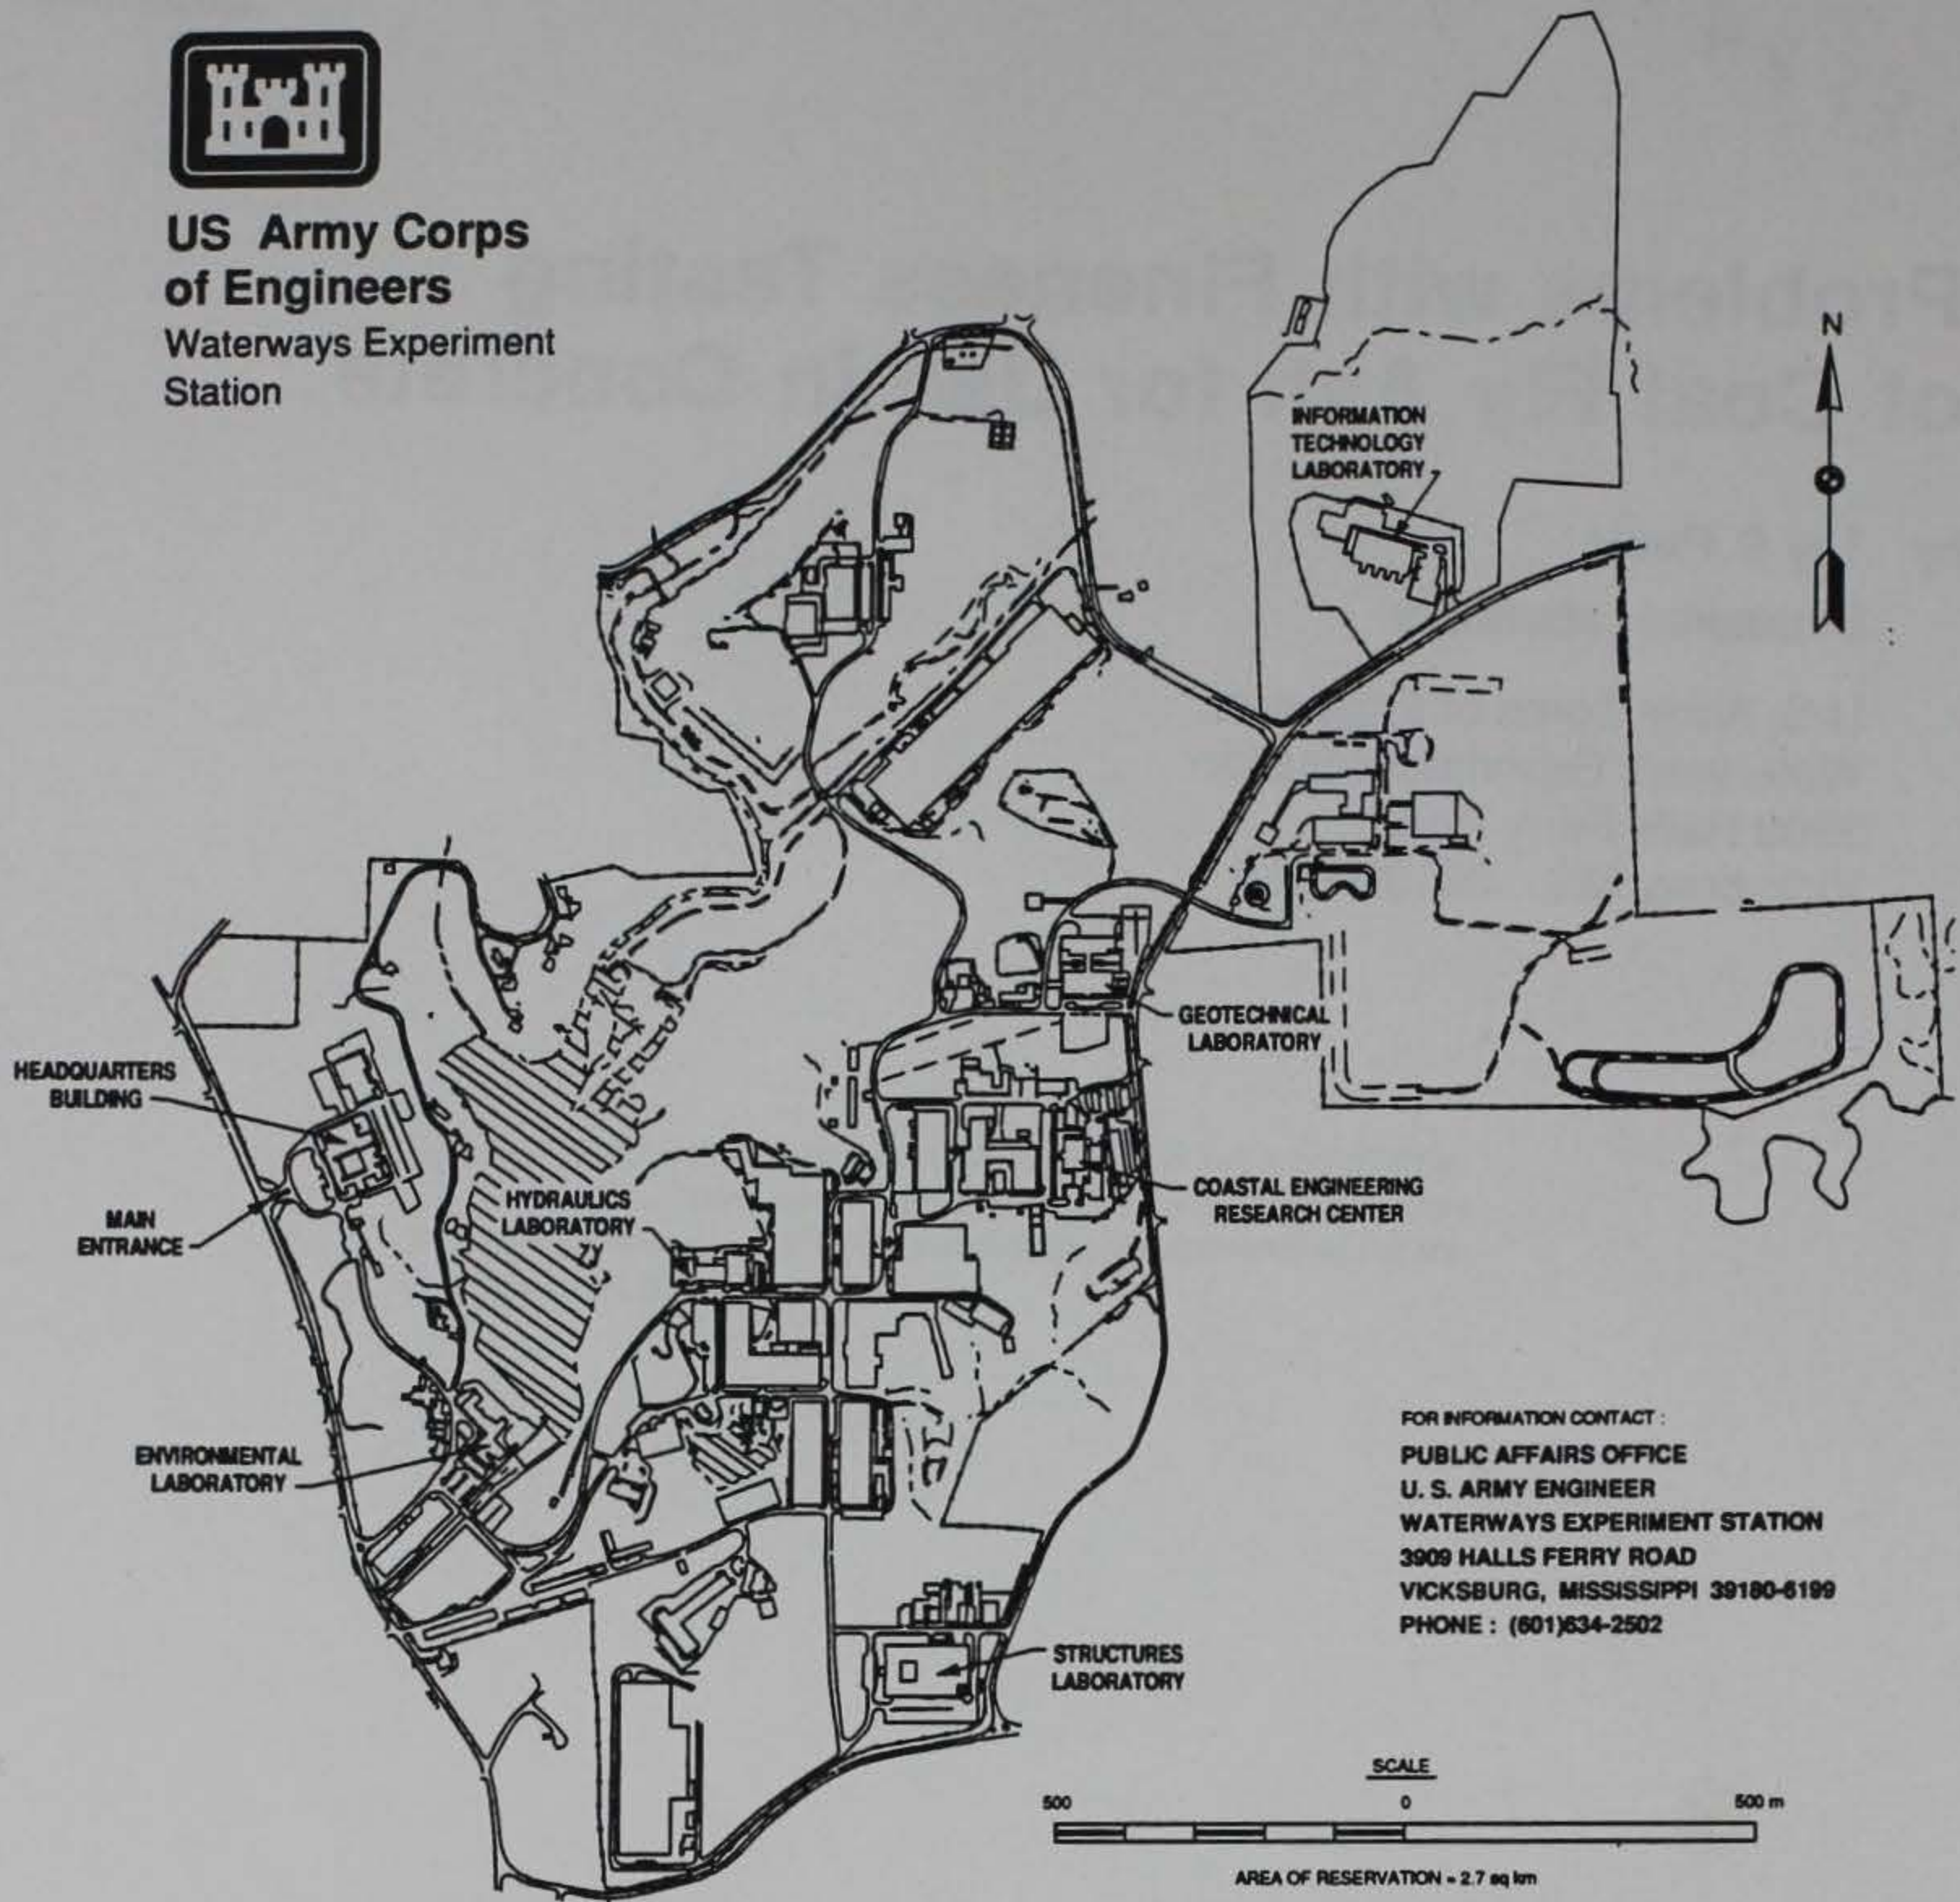 US Army Corps
of Engineers
Waterways Experiment
Station
N
INFORMATION
TECHNOLOGY
LABORATORY
GEOTECHNICAL
LABORATORY
HEADQUARTERS
BUILDING
HYDRAULICS
LABORATORY
COASTAL ENGINEERING
RESEARCH CENTER
MAIN
ENTRANCE
ENVIRONMENTAL
LABORATORY
STRUCTURES
LABORATORY
FOR INFORMATION CONTACT :
PUBLIC AFFAIRS OFFICE
U. S. ARMY ENGINEER
WATERWAYS EXPERIMENT STATION
3909 HALLS FERRY ROAD
VICKSBURG, MISSISSIPPI 39180-6199
PHONE : (601)634-2502
SCALE
500 0 500 m
AREA OF RESERVATION = 2.7 sq km